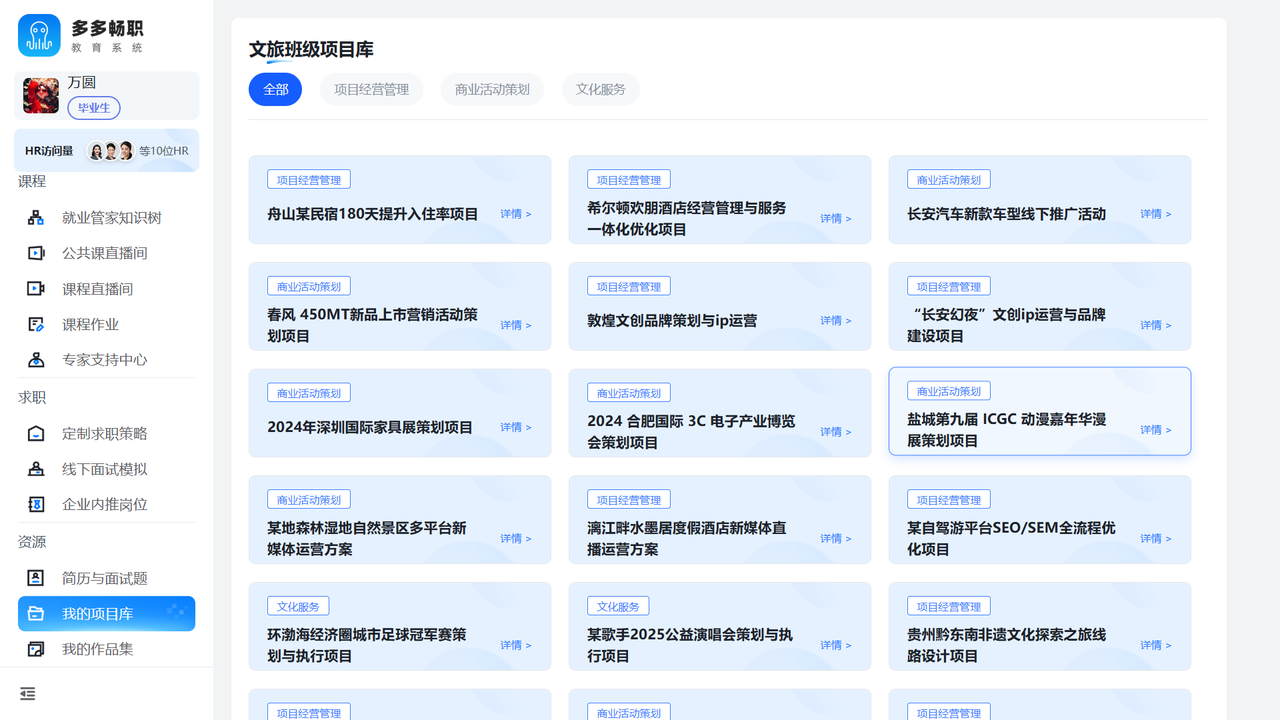 多多畅职
教育系统
万圆
毕业生
HR访问量
等10位HR
课程
就业管家知识树
公共课直播间
课程直播间
课程作业
专家支持中心
求职
定制求职策略
线下面试模拟
企业内推岗位
资源
简历与面试题
我的项目库
我的作品集
文旅班级项目库
全部
项目经营管理
商业活动策划
文化服务
项目经营管理
舟山某民宿180天提升入住率项目
详情 >
项目经营管理
希尔顿欢朋酒店经营管理与服务
一体化优化项目
详情 >
商业活动策划
长安汽车新款车型线下推广活动
详情 >
商业活动策划
春风 450MT新品上市营销活动策
划项目
详情 >
项目经营管理
敦煌文创品牌策划与ip运营
详情 >
项目经营管理
“长安幻夜”文创ip运营与品牌
建设项目
详情 >
商业活动策划
2024年深圳国际家具展策划项目
详情 >
项目经营管理
2024 合肥国际 3C 电子产业博览
会策划项目
详情 >
商业活动策划
盐城第九届 ICGC 动漫嘉年华漫
展策划项目
详情 >
商业活动策划
某地森林湿地自然景区多平台新
媒体运营方案
详情 >
项目经营管理
漓江畔水墨居度假酒店新媒体直
播运营方案
详情 >
项目经营管理
某自驾游平台SEO/SEM全流程优
化项目
详情 >
文化服务
环渤海经济圈城市足球冠军赛策
划与执行项目
详情 >
文化服务
某歌手2025公益演唱会策划与执
行项目
详情 >
项目经营管理
贵州黔东南非遗文化探索之旅线
路设计项目
详情 >
项目经营管理
商业活动策划
项目经营管理